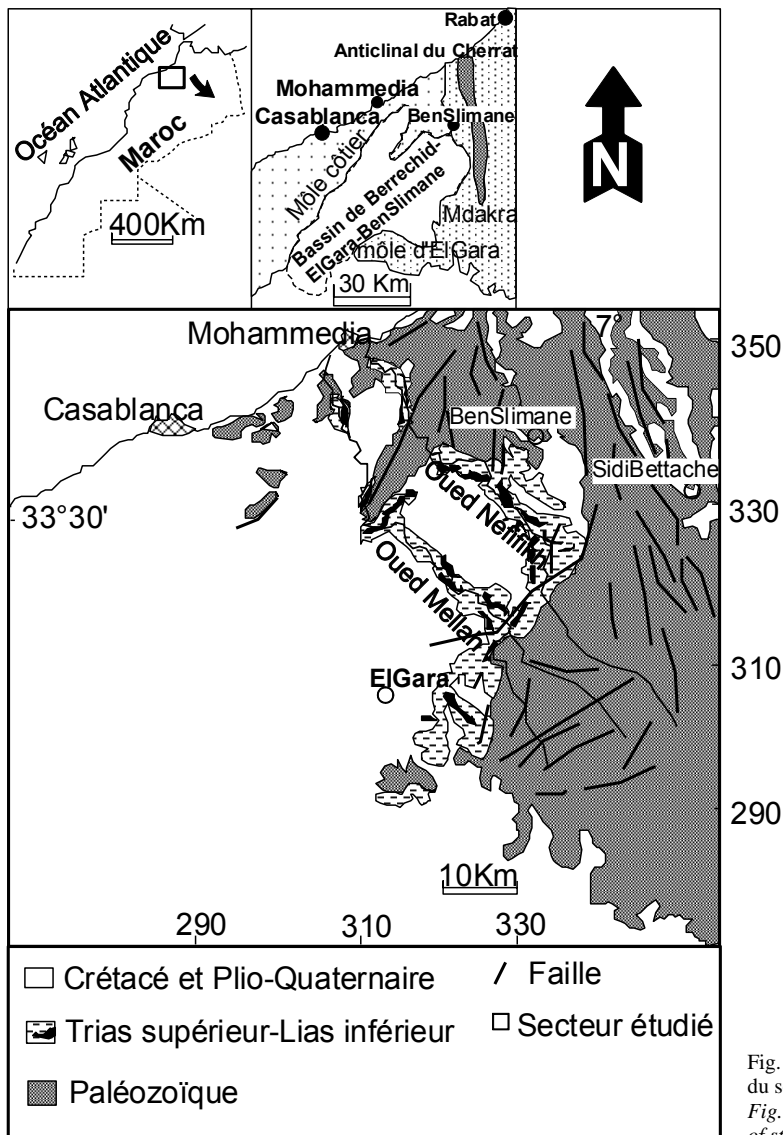 Océan Atlantique
Maroc
400Km
Rabat
Anticlinal du Cherrat
Mohammedia
Casablanca
BenSlimane
Môle côtier
Bassin de Berrechid-
ElGara-BenSlimane
Mdakra
môle d'ElGara
30 Km
N
Mohammedia
7°
350
Casablanca
BenSlimane
SidiBettache
Oued Neffifikh
330
33°30'
Oued Mellah
ElGara
310
290
10Km
290
310
330
Crétacé et Plio-Quaternaire
Faille
Trias supérieur-Lias inférieur
Secteur étudié
Paléozoïque
Fig.
du s
Fig.